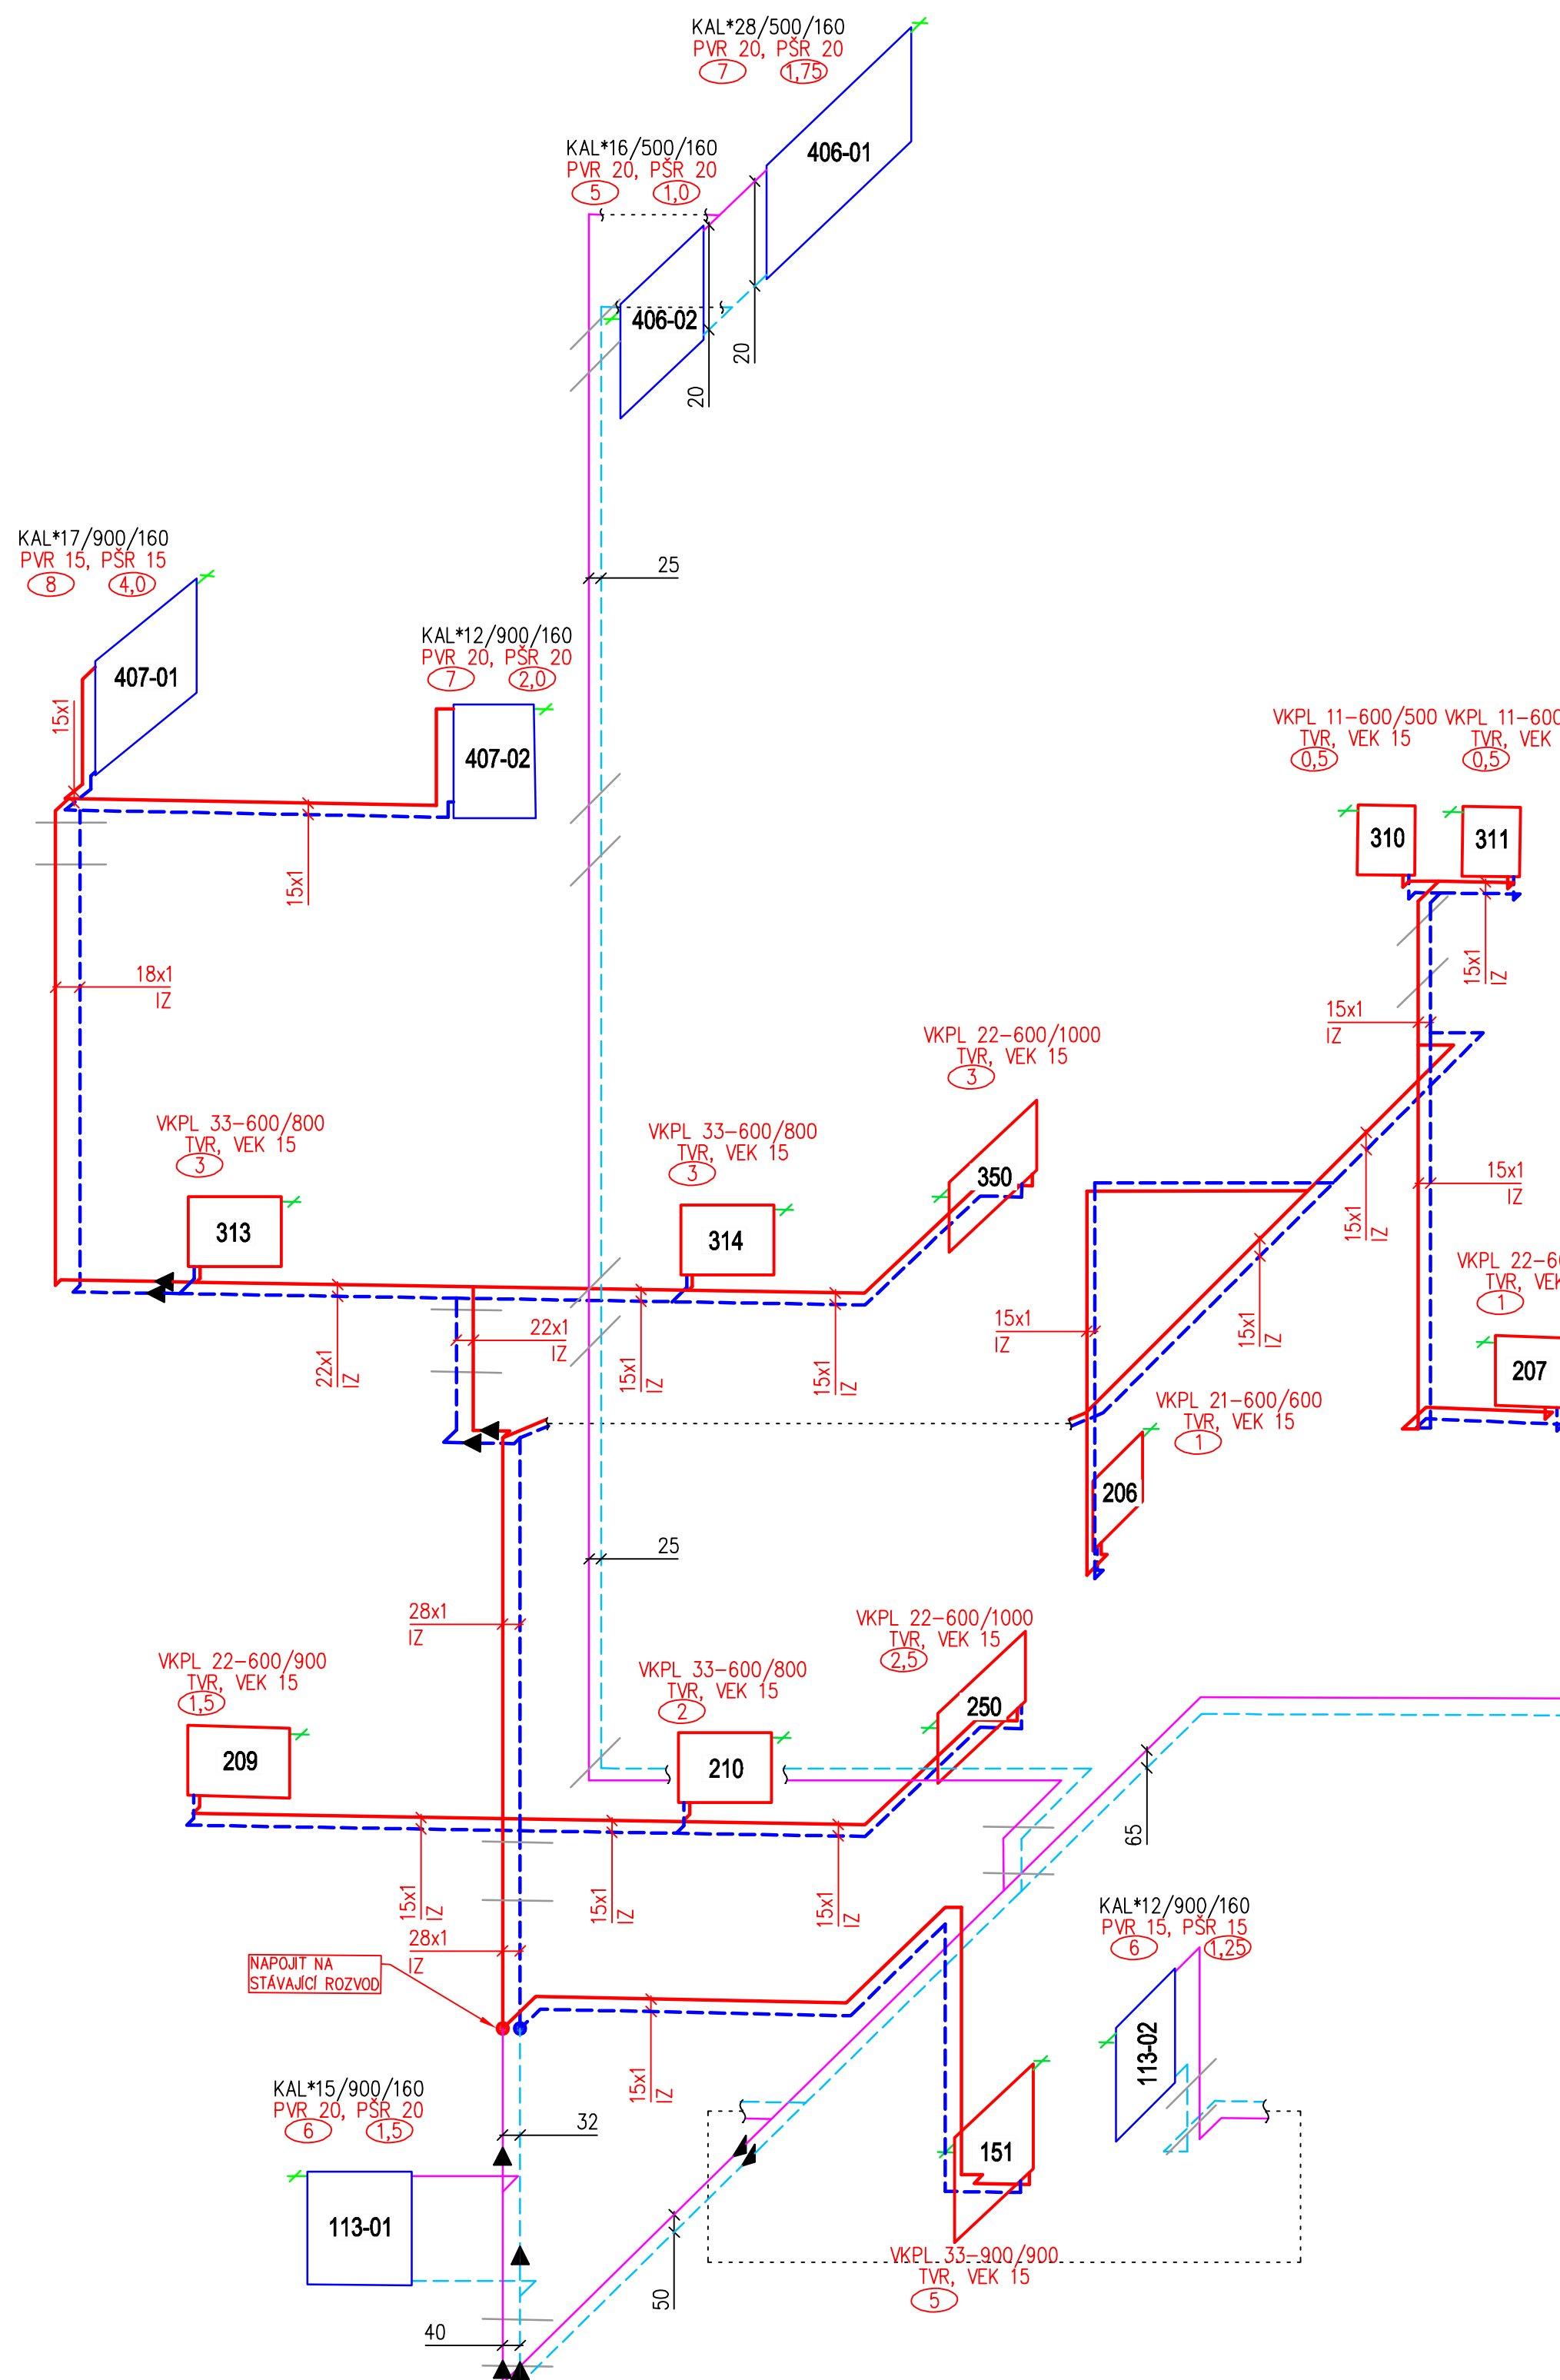 KAL*28/500/160
PVR 20, PŠR 20
7 1,75
406-01
KAL*16/500/160
PVR 20, PŠR 20
5 1,0
406-02
20
20
KAL*17/900/160
PVR 15, PŠR 15
8 4,0
407-01
15x1
25
KAL*12/900/160
PVR 20, PŠR 20
7 2,0
407-02
15x1
VKPL 11-600/500
TVR, VEK 15
0,5
VKPL 11-600
TVR, VEK
0,5
310
311
15x1
IZ
18x1
IZ
15x1
IZ
VKPL 22-600/1000
TVR, VEK 15
3
350
VKPL 33-600/800
TVR, VEK 15
3
313
VKPL 33-600/800
TVR, VEK 15
3
314
15x1
IZ
15x1
IZ
15x1
IZ
22x1
IZ
22x1
IZ
15x1
IZ
15x1
IZ
15x1
IZ
TVR,
1
207
VKPL 21-600/600
TVR, VEK 15
1
206
25
28x1
IZ
VKPL 22-600/900
TVR, VEK 15
1,5
209
VKPL 33-600/800
TVR, VEK 15
2
210
VKPL 22-600/1000
TVR, VEK 15
2,5
250
65
15x1
IZ
15x1
IZ
15x1
IZ
28x1
IZ
NAPOJIT NA
STÁVAJÍCÍ ROZVOD
KAL*12/900/160
PVR 15, PŠR 15
6 1,25
113-02
15x1
IZ
KAL*15/900/160
PVR 20, PŠR 20
6 1,5
113-01
32
151
VKPL 33-900/900
TVR, VEK 15
5
50
40